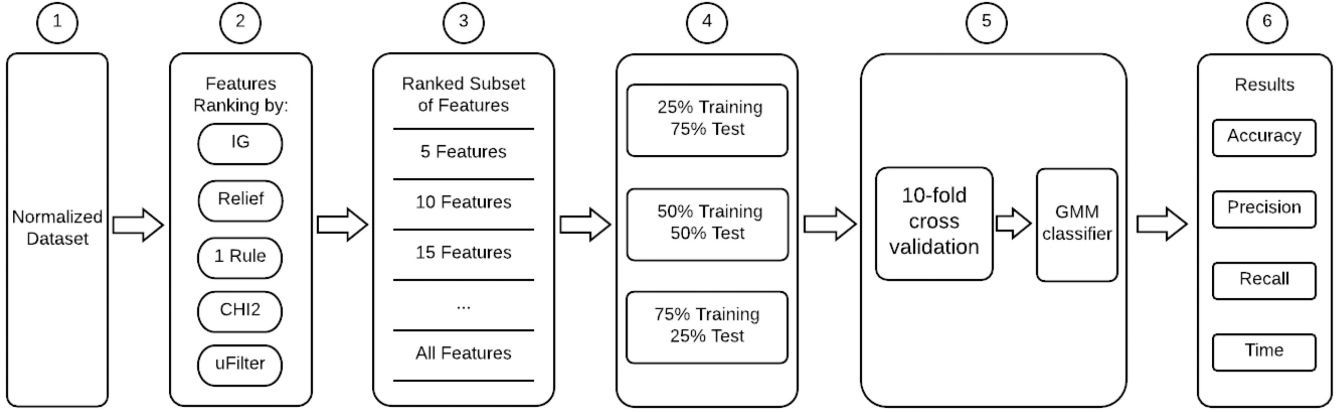 1
Normalized
Dataset
2
Features
Ranking by:
IG
Relief
1 Rule
CHI2
uFilter
3
Ranked Subset
of Features
5 Features
10 Features
15 Features
...
All Features
4
25% Training
75% Test
50% Training
50% Test
75% Training
25% Test
5
10-fold
cross
validation
GMM
classifier
6
Results
Accuracy
Precision
Recall
Time